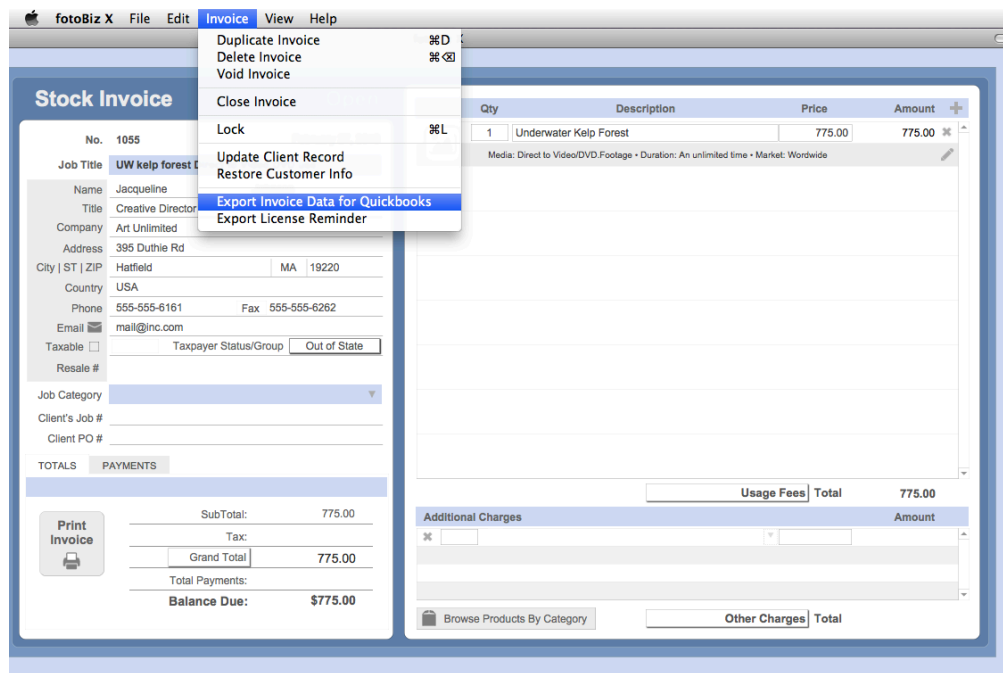 fotoBiz X File Edit Invoice View Help
Duplicate Invoice ⌘D
Delete Invoice ⌘⌫
Void Invoice
Close Invoice
Lock ⌘L
Update Client Record
Restore Customer Info
Export Invoice Data for Quickbooks
Export License Reminder
Stock Invoice
No. 1055
Job Title UW kelp forest
Name Jacqueline
Title Creative Director
Company Art Unlimited
Address 395 Duthie Rd
City | ST | ZIP Hatfield MA 19220
Country USA
Phone 555-555-6161 Fax 555-555-6262
Email mail@inc.com
Taxable Taxpayer Status/Group Out of State
Resale #
Job Category
Client's Job #
Client PO #
TOTALS PAYMENTS
Print Invoice
SubTotal: 775.00
Tax:
Grand Total 775.00
Total Payments:
Balance Due: $775.00
Qty Description Price Amount
1 Underwater Kelp Forest 775.00 775.00
Media: Direct to Video/DVD.Footage • Duration: An unlimited time • Market: Wordwide
Usage Fees Total 775.00
Additional Charges Amount
Browse Products By Category
Other Charges Total